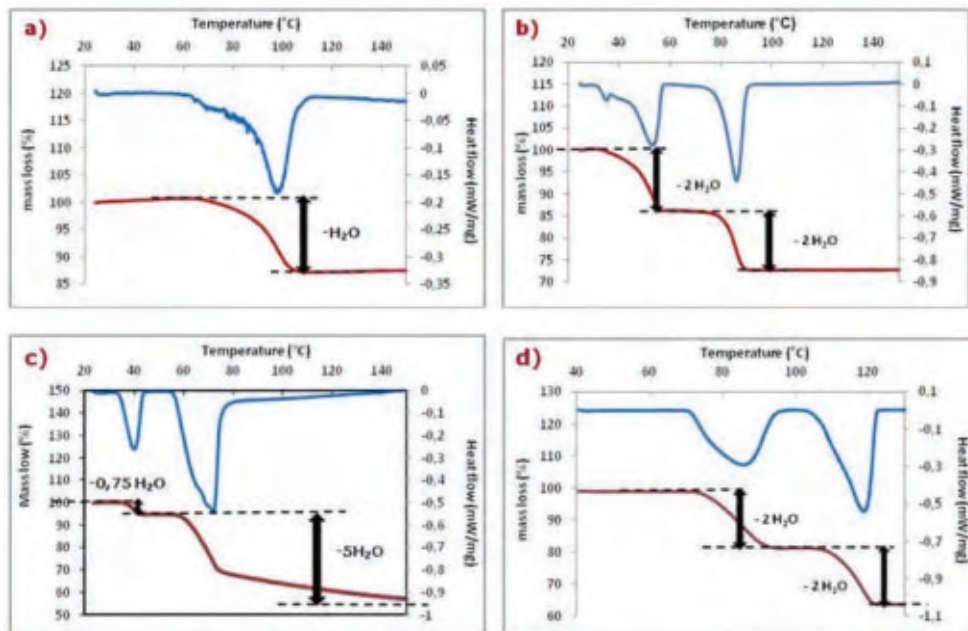 a)
Temperature (°C)
20 40 60 80 100 120 140
125
120
115
110
105
100
95
90
85
mass loss (%)
0,05
0
-0,05
-0,1
-0,15
-0,2
-0,25
-0,3
-0,35
Heat flow (mW/mg)
-H₂O
b)
Temperature (°C)
20 40 60 80 100 120 140
120
115
110
105
100
95
90
85
80
75
70
mass loss (%)
0,1
0
-0,1
-0,2
-0,3
-0,4
-0,5
-0,6
-0,7
-0,8
-0,9
Heat flow (mW/mg)
-2H₂O
-2H₂O
c)
Temperature (°C)
20 40 60 80 100 120 140
150
140
130
120
110
100
90
80
70
60
50
Mass low (%)
0
-0,1
-0,2
-0,3
-0,4
-0,5
-0,6
-0,7
-0,8
-0,9
-1
Heat flow (mW/mg)
-0,75 H₂O
-5H₂O
d)
Temperature (°C)
40 60 80 100 120
130
120
110
100
90
80
70
60
mass loss (%)
0,1
-0,1
-0,3
-0,5
-0,7
-0,9
-1,1
Heat flow (mW/mg)
-2H₂O
-2H₂O